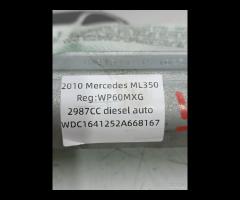 2010 Mercedes ML350
Reg:WP60MXG
2987CC diesel auto
WDC1641252A668167